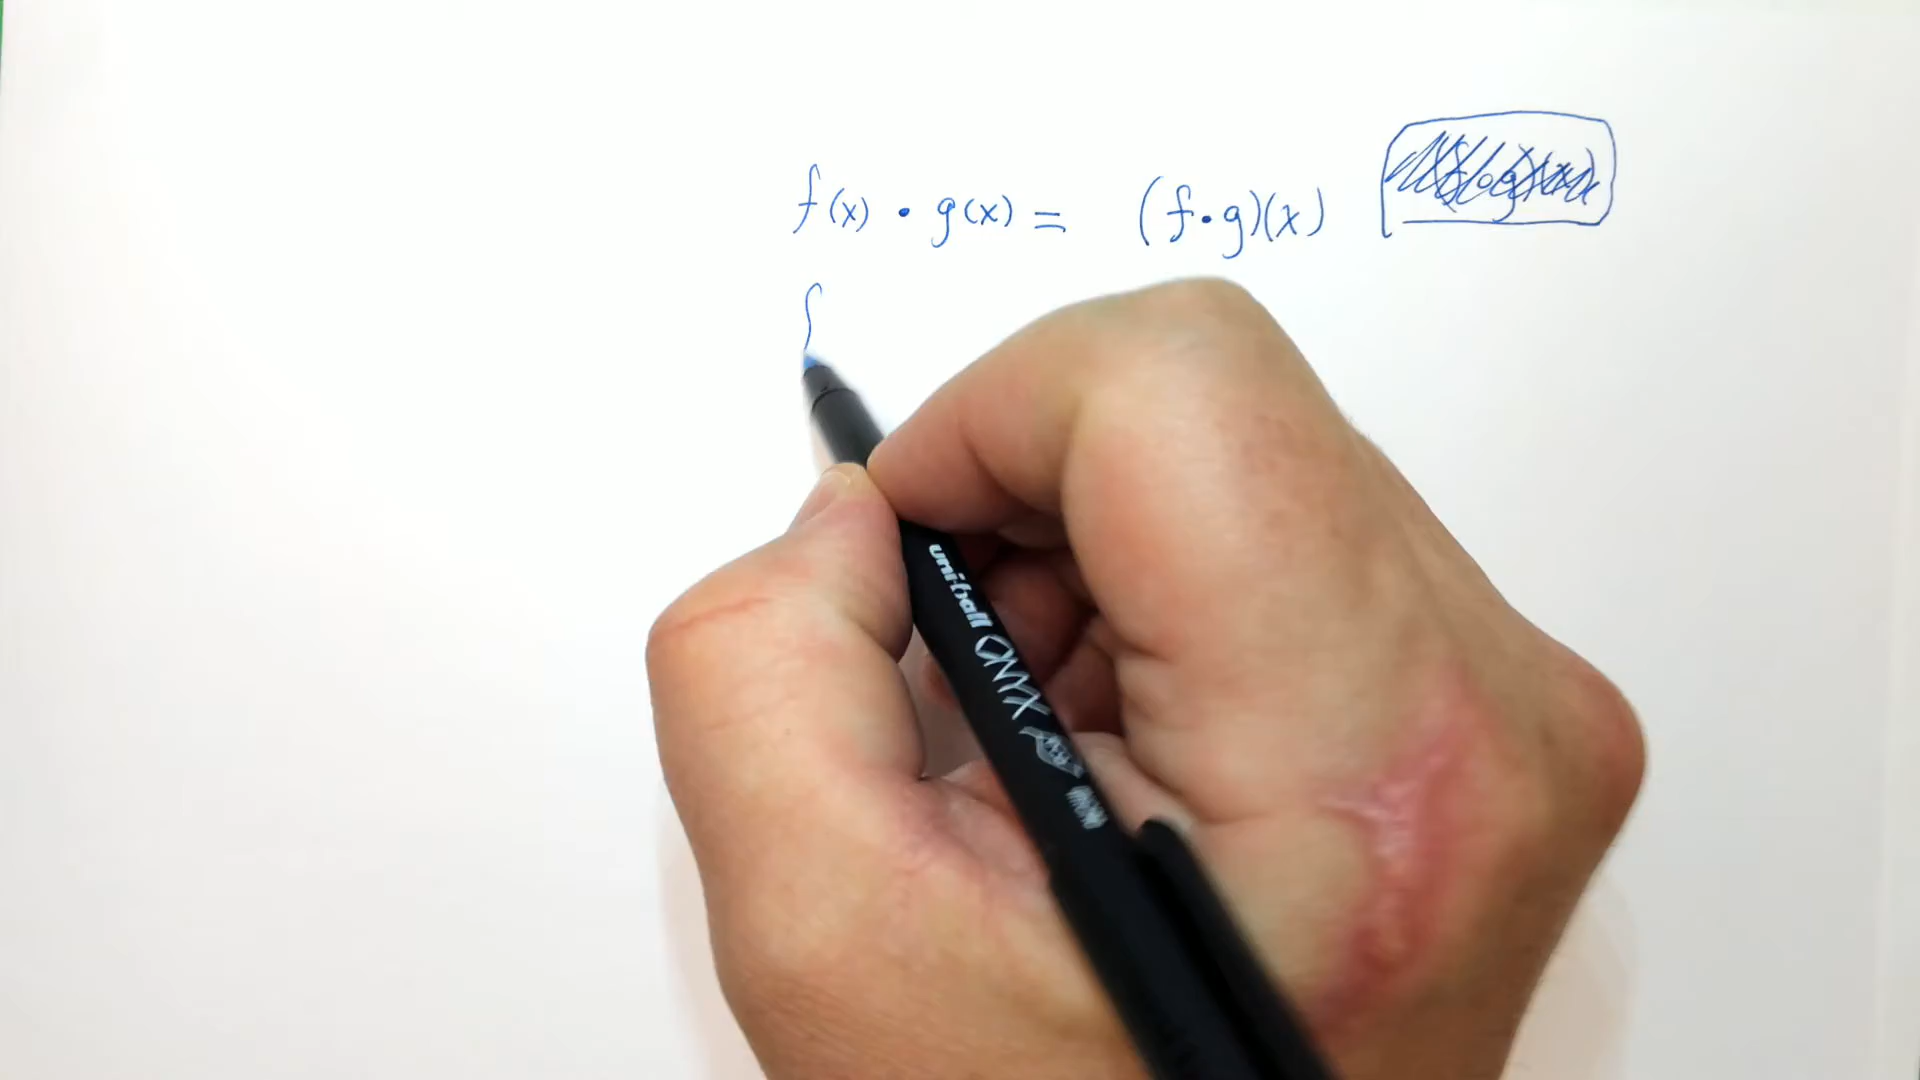 f(x) • g(x) = (f•g)(x)
uni-ball ONYX